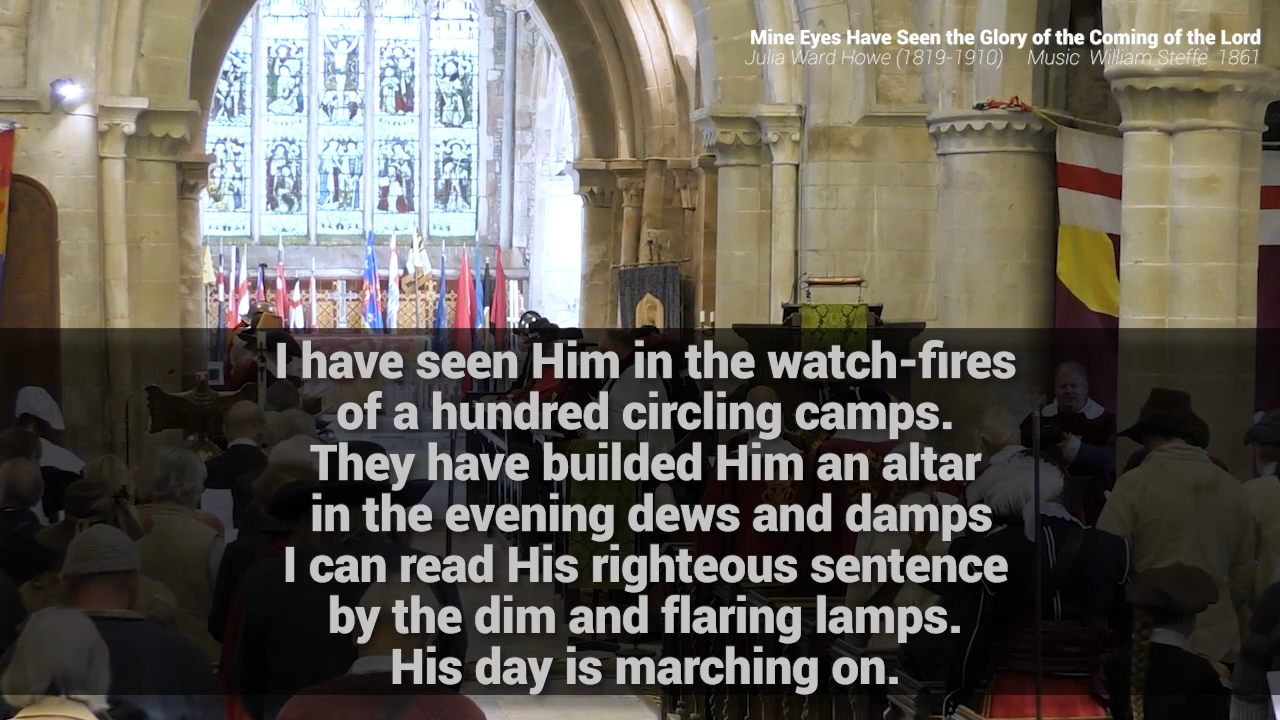 Mine Eyes Have Seen the Glory of the Coming of the Lord
Julia Ward Howe (1819-1910) Music William Steffe 1861
I have seen Him in the watch-fires
of a hundred circling camps.
They have builded Him an altar
in the evening dews and damps
I can read His righteous sentence
by the dim and flaring lamps.
His day is marching on.